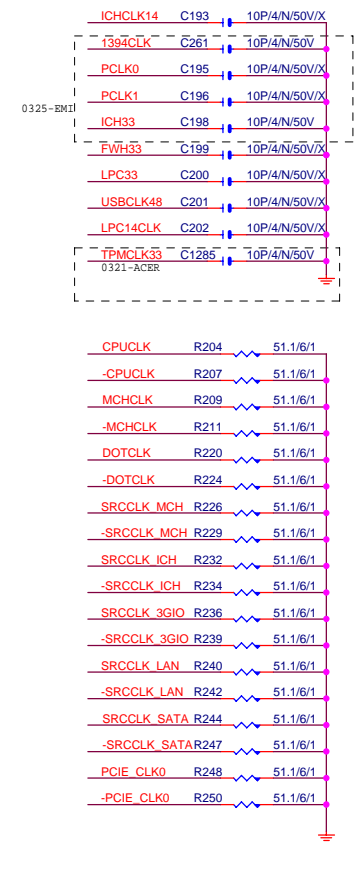 ICHCLK14 C193 10P/4/N/50V/X
1394CLK C261 10P/4/N/50V
PCLK0 C195 10P/4/N/50V/X
PCLK1 C196 10P/4/N/50V/X
0325-EMI
ICH33 C198 10P/4/N/50V
FWH33 C199 10P/4/N/50V/X
LPC33 C200 10P/4/N/50V/X
USBCLK48 C201 10P/4/N/50V/X
LPC14CLK C202 10P/4/N/50V/X
TPMCLK33 C1285 10P/4/N/50V
0321-ACER
CPUCLK R204 51.1/6/1
-CPUCLK R207 51.1/6/1
MCHCLK R209 51.1/6/1
-MCHCLK R211 51.1/6/1
DOTCLK R220 51.1/6/1
-DOTCLK R224 51.1/6/1
SRCCLK_MCH R226 51.1/6/1
-SRCCLK_MCH R229 51.1/6/1
SRCCLK_ICH R232 51.1/6/1
-SRCCLK_ICH R234 51.1/6/1
SRCCLK_3GIO R236 51.1/6/1
-SRCCLK_3GIO R239 51.1/6/1
SRCCLK_LAN R240 51.1/6/1
-SRCCLK_LAN R242 51.1/6/1
SRCCLK_SATA R244 51.1/6/1
-SRCCLK_SATA R247 51.1/6/1
PCIE_CLK0 R248 51.1/6/1
-PCIE_CLK0 R250 51.1/6/1